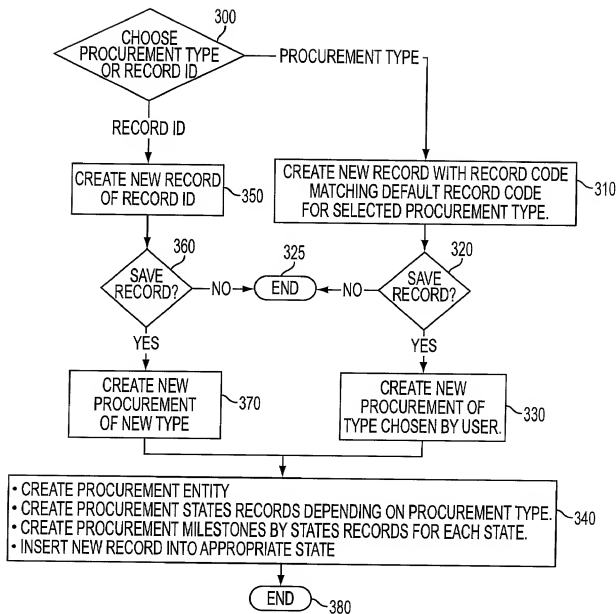 300
CHOOSE
PROCUREMENT TYPE
OR RECORD ID
PROCUREMENT TYPE
RECORD ID
CREATE NEW RECORD
OF RECORD ID
350
CREATE NEW RECORD WITH RECORD CODE
MATCHING DEFAULT RECORD CODE
FOR SELECTED PROCUREMENT TYPE.
310
360
SAVE
RECORD?
NO
325
END
NO
320
SAVE
RECORD?
YES
YES
CREATE NEW
PROCUREMENT
OF NEW TYPE
370
CREATE NEW
PROCUREMENT OF
TYPE CHOSEN BY USER.
330
• CREATE PROCUREMENT ENTITY
• CREATE PROCUREMENT STATES RECORDS DEPENDING ON PROCUREMENT TYPE.
• CREATE PROCUREMENT MILESTONES BY STATES RECORDS FOR EACH STATE.
• INSERT NEW RECORD INTO APPROPRIATE STATE
340
END
380